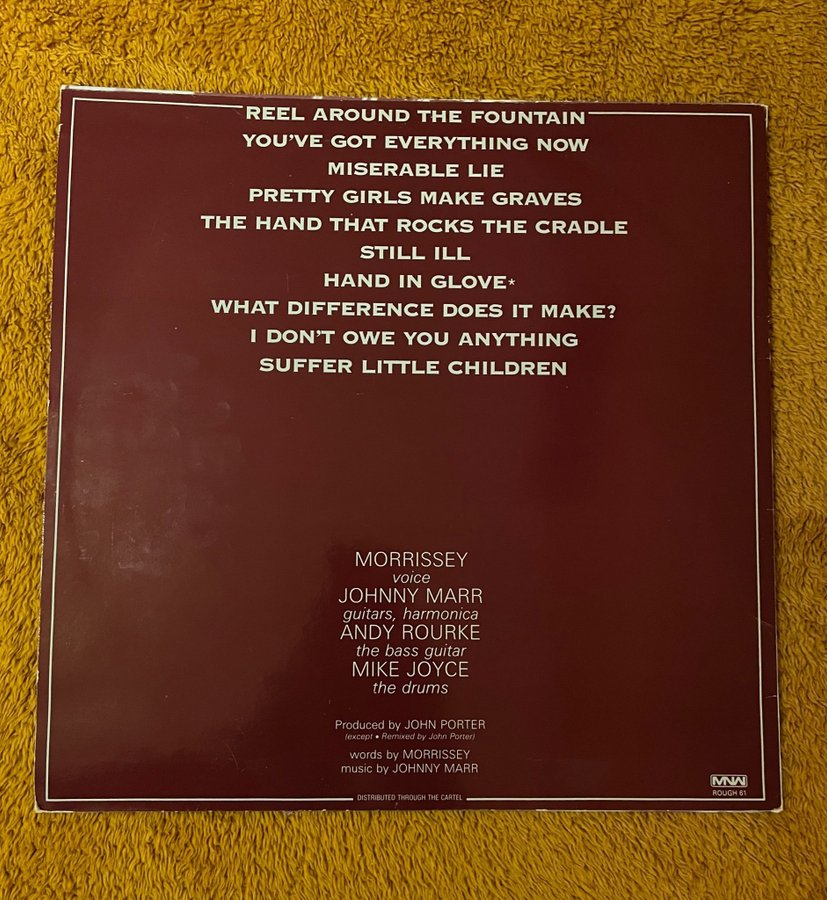 REEL AROUND THE FOUNTAIN
YOU'VE GOT EVERYTHING NOW
MISERABLE LIE
PRETTY GIRLS MAKE GRAVES
THE HAND THAT ROCKS THE CRADLE
STILL ILL
HAND IN GLOVE*
WHAT DIFFERENCE DOES IT MAKE?
I DON'T OWE YOU ANYTHING
SUFFER LITTLE CHILDREN
MORRISSEY
voice
JOHNNY MARR
guitars, harmonica
ANDY ROURKE
the bass guitar
MIKE JOYCE
the drums
Produced by JOHN PORTER
(except • Remixed by John Porter)
words by MORRISSEY
music by JOHNNY MARR
MNW
ROUGH 61
DISTRIBUTED THROUGH THE CARTEL